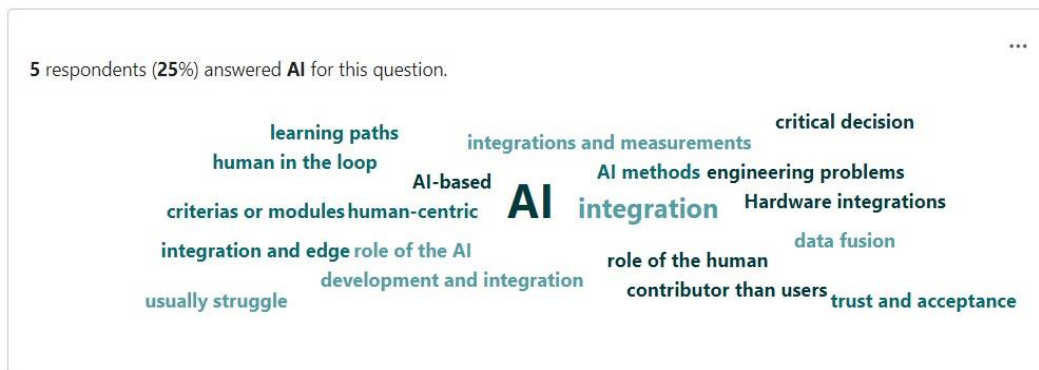 ...
5 respondents (25%) answered AI for this question.
critical decision
learning paths
integrations and measurements
human in the loop
AI methods engineering problems
AI-based
AI
integration
Hardware integrations
criterias or modules human-centric
data fusion
integration and edge role of the AI
role of the human
development and integration
contributor than users
usually struggle
trust and acceptance